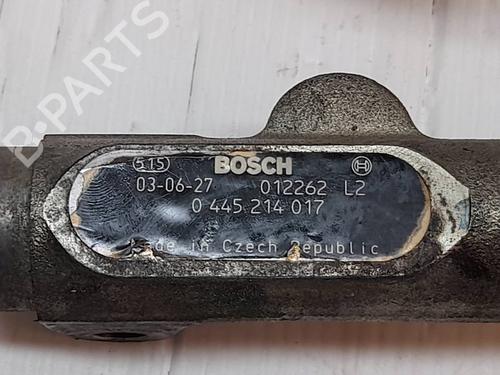 B-PARTS
515 BOSCH
03-06-27 012262 L2
0 445 214 017
Made in Czech Republic